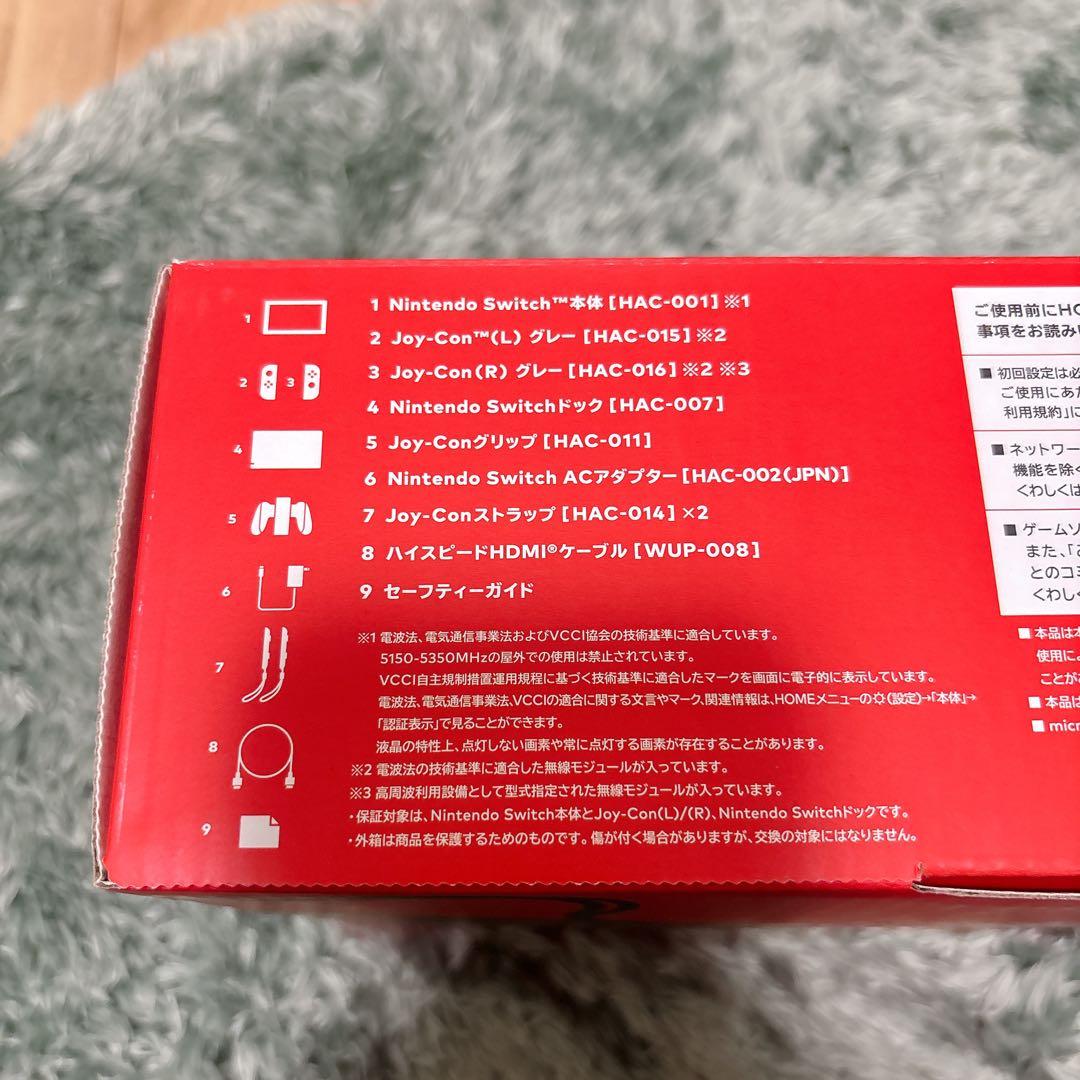 1 Nintendo Switch™本体 [HAC-001] ※1
2 Joy-Con™(L) グレー [HAC-015] ※2
3 Joy-Con(R) グレー [HAC-016] ※2 ※3
4 Nintendo Switchドック [HAC-007]
5 Joy-Conグリップ [HAC-011]
6 Nintendo Switch ACアダプター [HAC-002(JPN)]
7 Joy-Conストラップ [HAC-014] ×2
8 ハイスピードHDMI®ケーブル [WUP-008]
9 セーフティーガイド
1
2 3
4
5
6
7
8
9
※1 電波法、電気通信事業法およびVCCI協会の技術基準に適合しています。
5150-5350MHzの屋外での使用は禁止されています。
VCCI自主規制措置運用規程に基づく技術基準に適合したマークを画面に電子的に表示しています。
電波法、電気通信事業法、VCCIの適合に関する文言やマーク、関連情報は、HOMEメニューの(設定)→「本体」→
「認証表示」で見ることができます。
液晶の特性上、点灯しない画素や常に点灯する画素が存在することがあります。
※2 電波法の技術基準に適合した無線モジュールが入っています。
※3 高周波利用設備として型式指定された無線モジュールが入っています。
・保証対象は、Nintendo Switch本体とJoy-Con(L)/(R)、Nintendo Switchドックです。
・外箱は商品を保護するためのものです。傷が付く場合がありますが、交換の対象にはなりません。
ご使用前にHO
事項をお読み
■ 初回設定は必
ご使用にあた
利用規約」に
■ ネットワー
機能を除く
くわしくは
■ ゲームソ
また、「
とのコミ
くわしく
■ 本品は本
使用によ
ことがあ
■ 本品は
■ micr